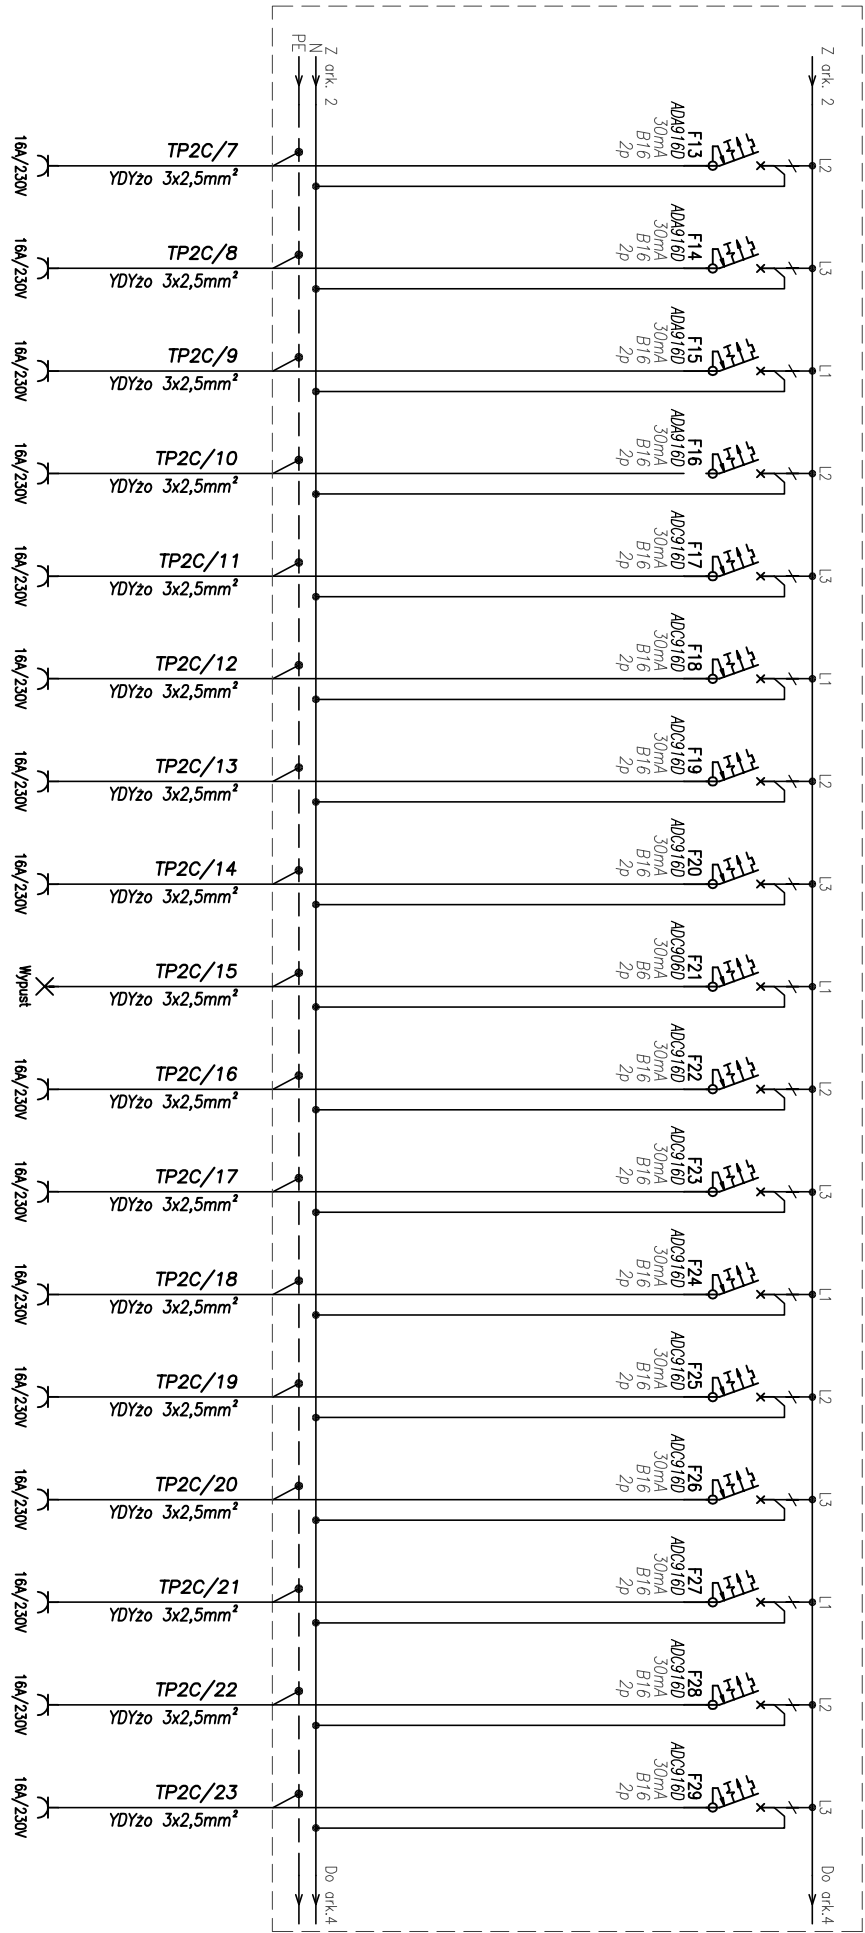 Z ark. 2
Z ark. 2
N
PE
L2
F13
ADA916D
30mA
B16
2p
TP2C/7
YDYżo 3x2,5mm²
16A/230V
L3
F14
ADA916D
30mA
B16
2p
TP2C/8
YDYżo 3x2,5mm²
16A/230V
L1
F15
ADA916D
30mA
B16
2p
TP2C/9
YDYżo 3x2,5mm²
16A/230V
L2
F16
ADA916D
30mA
B16
2p
TP2C/10
YDYżo 3x2,5mm²
16A/230V
L3
F17
ADC916D
30mA
B16
2p
TP2C/11
YDYżo 3x2,5mm²
16A/230V
L1
F18
ADC916D
30mA
B16
2p
TP2C/12
YDYżo 3x2,5mm²
16A/230V
L2
F19
ADC916D
30mA
B16
2p
TP2C/13
YDYżo 3x2,5mm²
16A/230V
L3
F20
ADC916D
30mA
B16
2p
TP2C/14
YDYżo 3x2,5mm²
16A/230V
L1
F21
ADC906D
30mA
B6
2p
TP2C/15
YDYżo 3x2,5mm²
Wypust
L2
F22
ADC916D
30mA
B16
2p
TP2C/16
YDYżo 3x2,5mm²
16A/230V
L3
F23
ADC916D
30mA
B16
2p
TP2C/17
YDYżo 3x2,5mm²
16A/230V
L1
F24
ADC916D
30mA
B16
2p
TP2C/18
YDYżo 3x2,5mm²
16A/230V
L2
F25
ADC916D
30mA
B16
2p
TP2C/19
YDYżo 3x2,5mm²
16A/230V
L3
F26
ADC916D
30mA
B16
2p
TP2C/20
YDYżo 3x2,5mm²
16A/230V
L1
F27
ADC916D
30mA
B16
2p
TP2C/21
YDYżo 3x2,5mm²
16A/230V
L2
F28
ADC916D
30mA
B16
2p
TP2C/22
YDYżo 3x2,5mm²
16A/230V
L3
F29
ADC916D
30mA
B16
2p
TP2C/23
YDYżo 3x2,5mm²
16A/230V
Do ark.4
Do ark.4